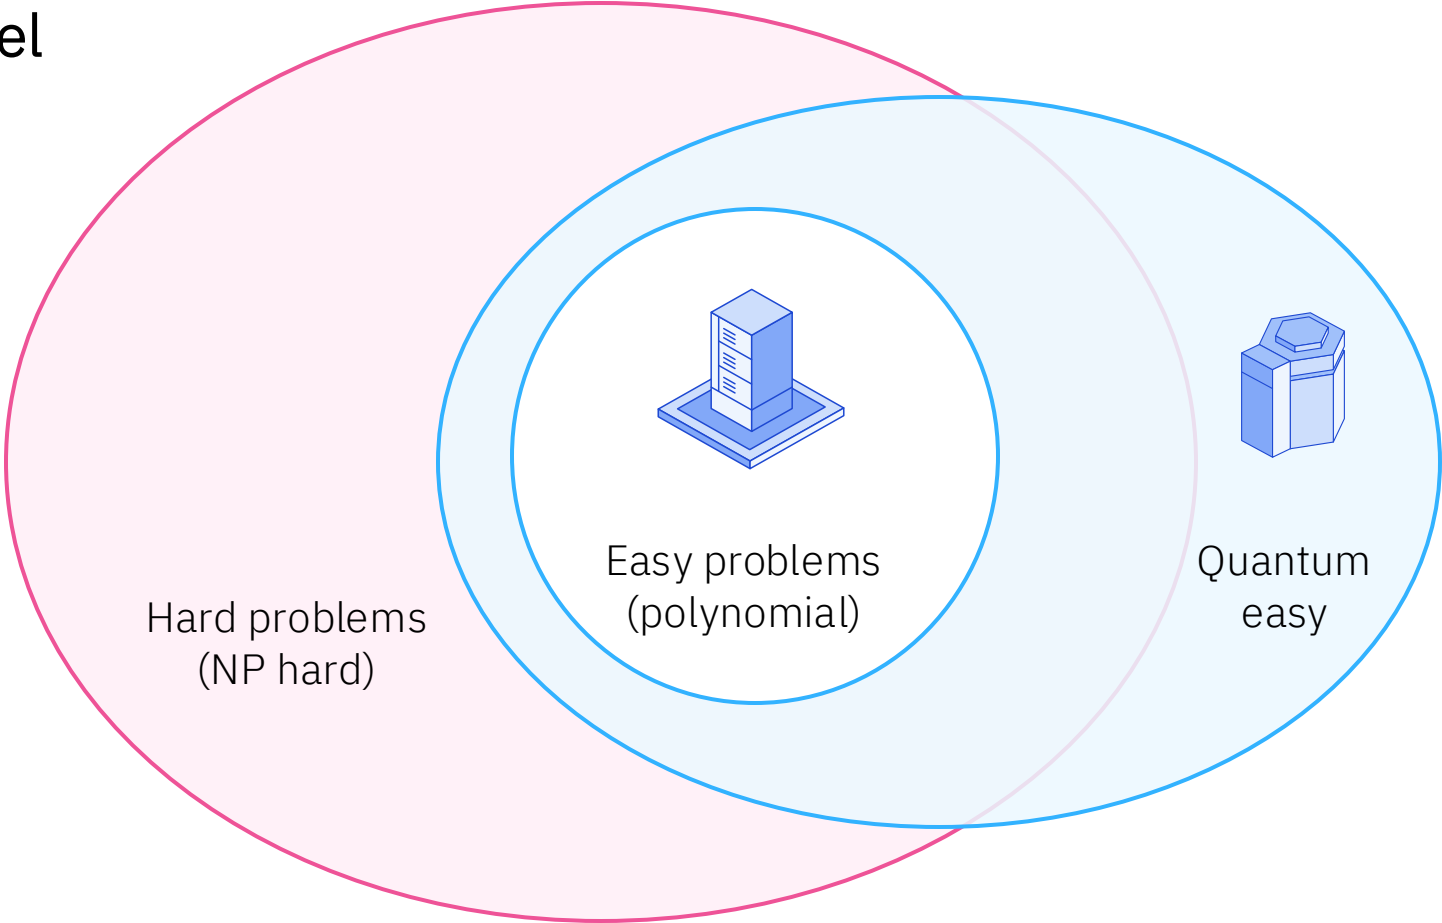 el
Easy problems
(polynomial)
Quantum
easy
Hard problems
(NP hard)